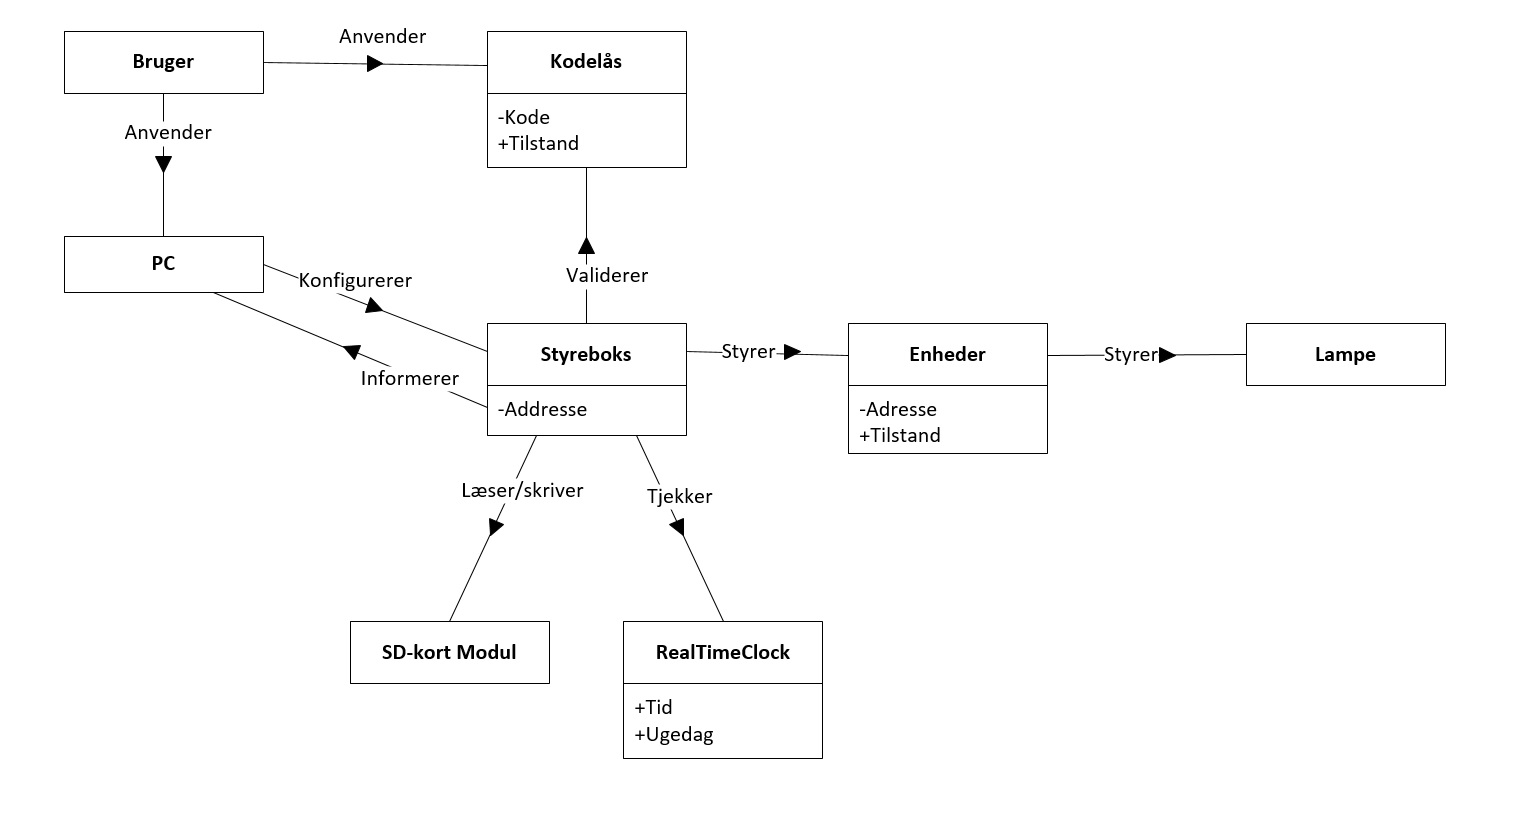 Anvender
Bruger
Kodelås
-Kode
+Tilstand
Anvender
PC
Konfigurerer
Validerer
Informerer
Styreboks
-Addresse
Styrer
Enheder
-Adresse
+Tilstand
Styrer
Lampe
Læser/skriver
Tjekker
SD-kort Modul
RealTimeClock
+Tid
+Ugedag